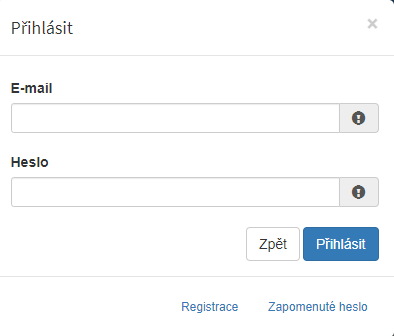 Přihlásit ×
E-mail
Heslo
Zpět Přihlásit
Registrace Zapomenuté heslo